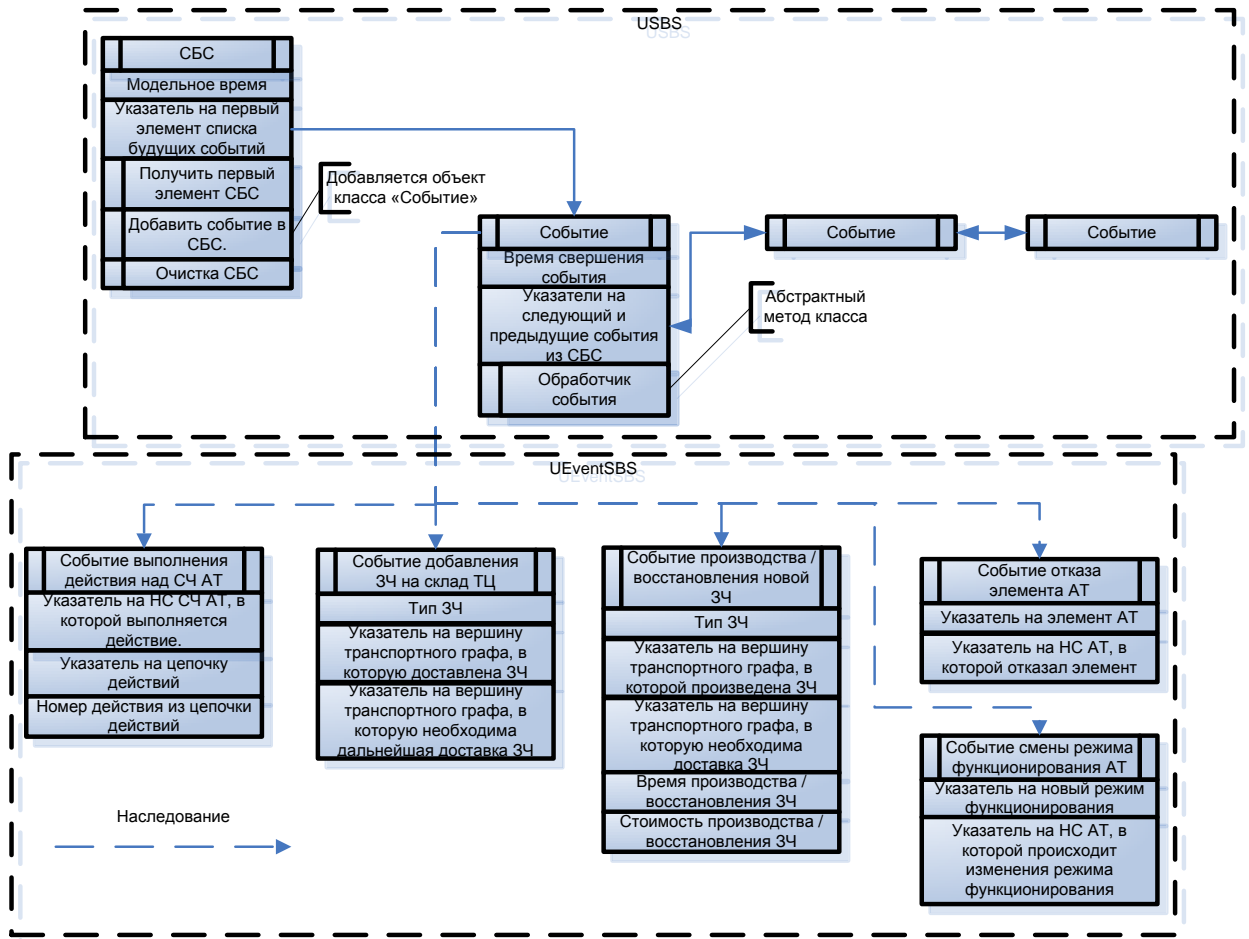 USBS
СБС
Модельное время
Указатель на первый
элемент списка
будущих событий
Получить первый
элемент СБС
Добавить событие в
СБС.
Очистка СБС
Добавляется объект
класса «Событие»
Событие
Время свершения
события
Указатели на
следующий и
предыдущие события
из СБС
Обработчик
события
Событие
Событие
Абстрактный
метод класса
UEventSBS
Событие выполнения
действия над СЧ АТ
Указатель на НС СЧ АТ, в
которой выполняется
действие.
Указатель на цепочку
действий
Номер действия из цепочки
действий
Событие добавления
ЗЧ на склад ТЦ
Тип ЗЧ
Указатель на вершину
транспортного графа, в
которую доставлена ЗЧ
Указатель на вершину
транспортного графа, в
которую необходима
дальнейшая доставка ЗЧ
Событие производства /
восстановления новой
ЗЧ
Тип ЗЧ
Указатель на вершину
транспортного графа, в
которой произведена ЗЧ
Указатель на вершину
транспортного графа, в
которую необходима
доставка ЗЧ
Время производства /
восстановления ЗЧ
Стоимость производства /
восстановления ЗЧ
Событие отказа
элемента АТ
Указатель на элемент АТ
Указатель на НС АТ, в
которой отказал элемент
Событие смены режима
функционирования АТ
Указатель на новый режим
функционирования
Указатель на НС АТ, в
которой происходит
изменения режима
функционирования
Наследование